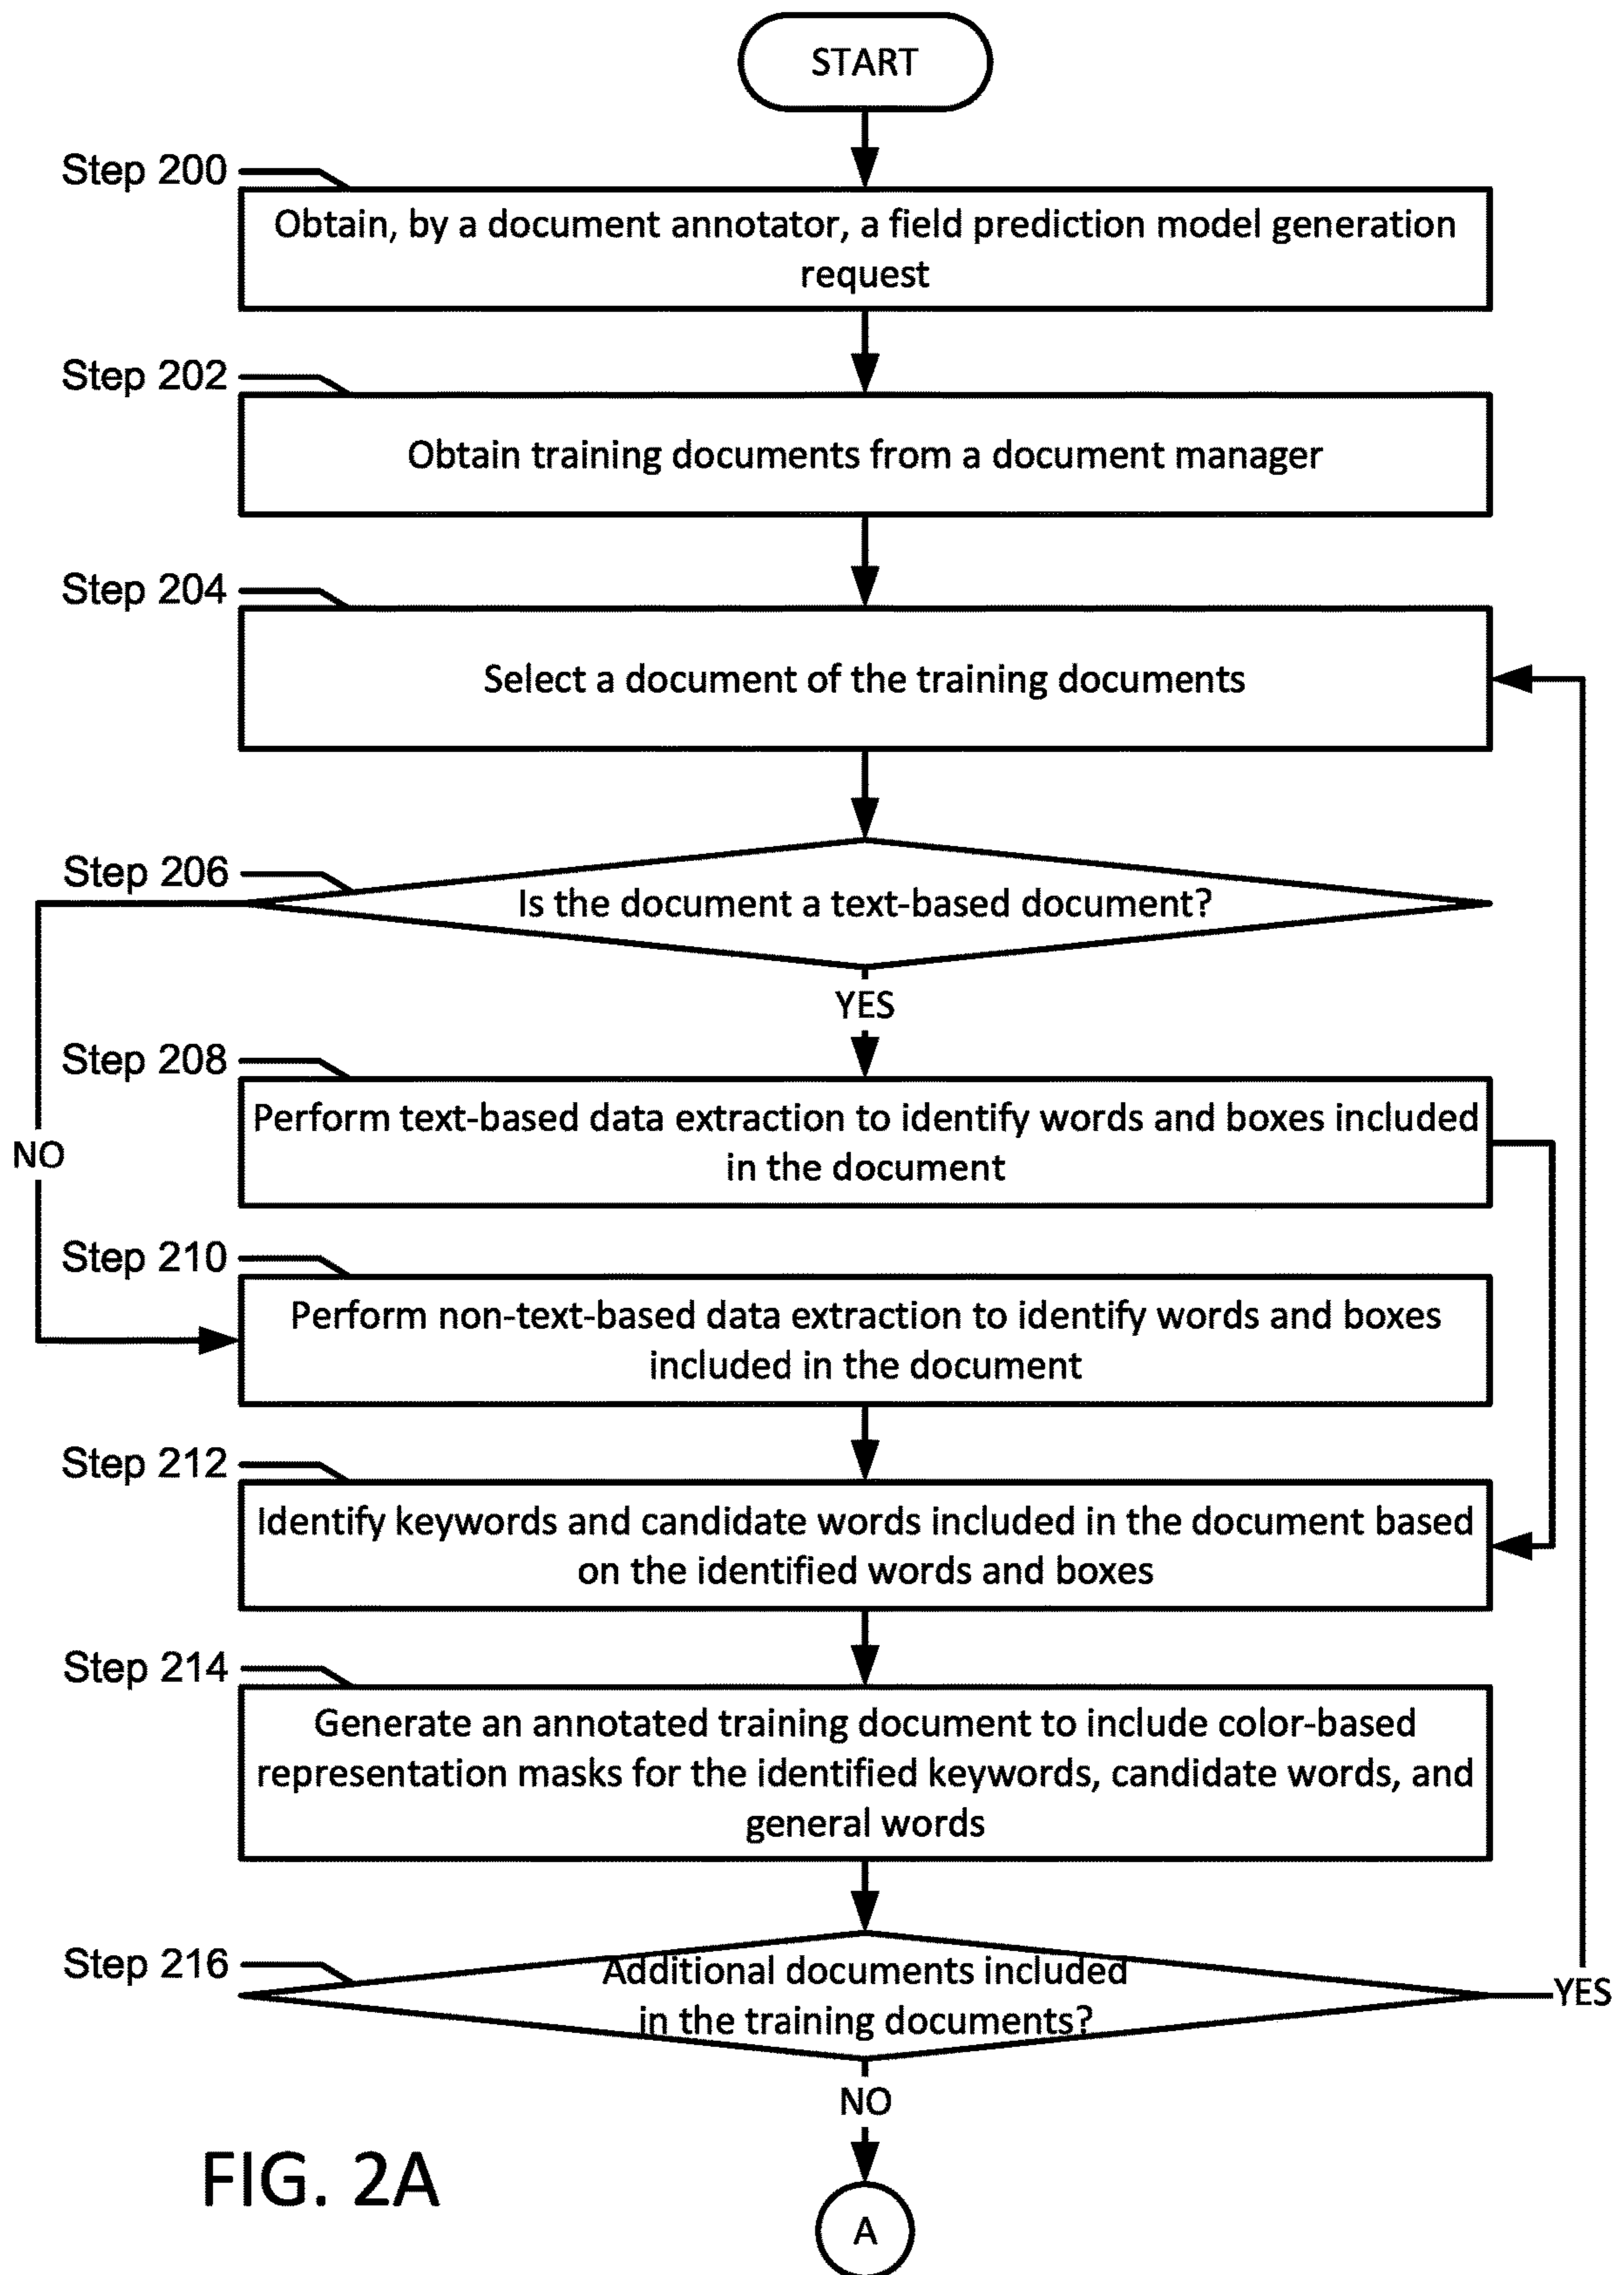 START
Step 200
Obtain, by a document annotator, a field prediction model generation
request
Step 202
Obtain training documents from a document manager
Step 204
Select a document of the training documents
Step 206
Is the document a text-based document?
YES
NO
Step 208
Perform text-based data extraction to identify words and boxes included
in the document
Step 210
Perform non-text-based data extraction to identify words and boxes
included in the document
Step 212
Identify keywords and candidate words included in the document based
on the identified words and boxes
Step 214
Generate an annotated training document to include color-based
representation masks for the identified keywords, candidate words, and
general words
Step 216
Additional documents included
in the training documents?
YES
NO
FIG. 2A
A